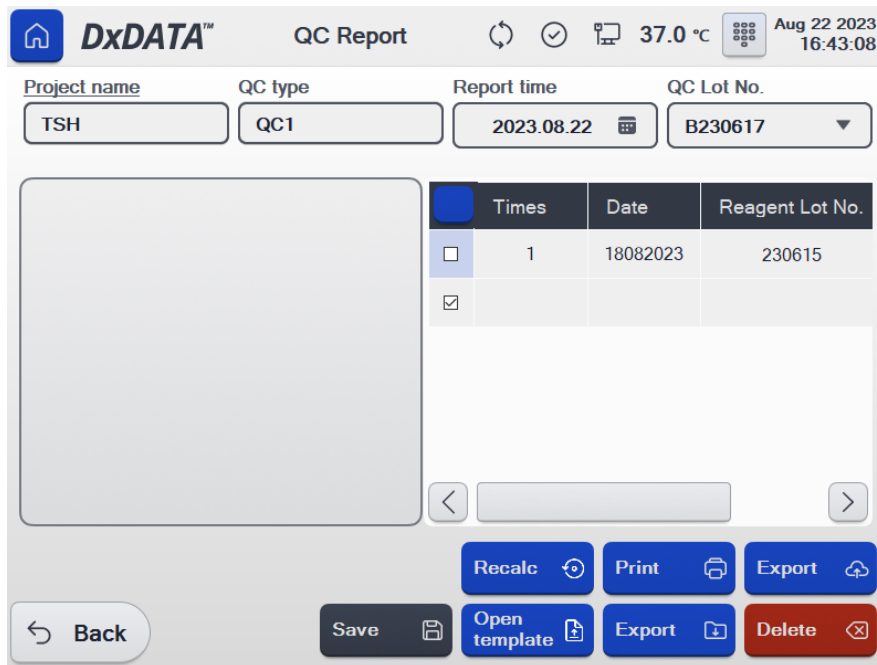 DxDATA™ QC Report 37.0 °C Aug 22 2023
16:43:08
Project name QC type Report time QC Lot No.
TSH QC1 2023.08.22 B230617
Times Date Reagent Lot No.
1 18082023 230615
Recalc Print Export
Back Save Open template Export Delete